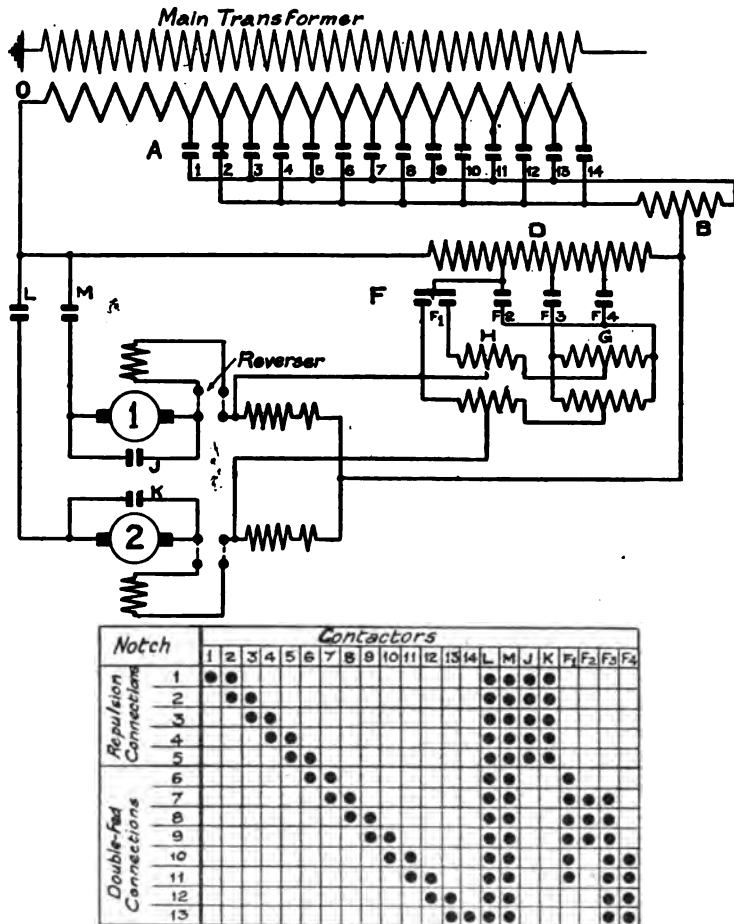 Main Transformer
O
A
1 2 3 4 5 6 7 8 9 10 11 12 13 14
B
D
L M
F F1 F2 F3 F4
H G
Reverser
1
J
K
2
Notch Contactors
1 2 3 4 5 6 7 8 9 10 11 12 13 14 L M J K F1 F2 F3 F4
Repulsion Connections
1
2
3
4
5
Double-Fed Connections
6
7
8
9
10
11
12
13